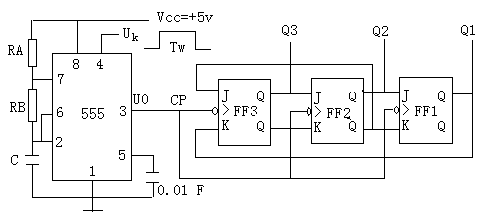 Vcc=+5v
Uk
Tw
Q3
Q2
Q1
RA
8
4
7
RB
U0
CP
J
Q
J
Q
J
Q
6
555
3
FF3
FF2
FF1
K
Q
K
Q
K
Q
2
C
5
1
0.01 F